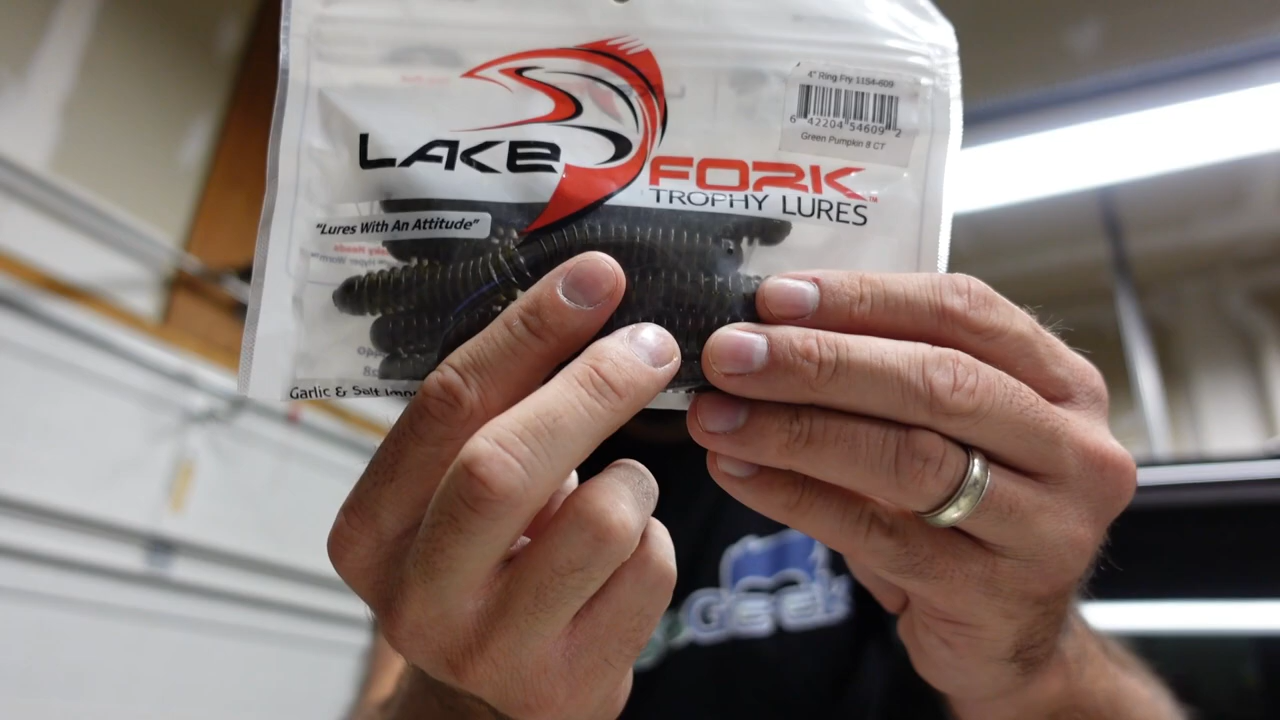 4" Ring Fry 1154-609
6 42204 54609 2
Green Pumpkin 8 CT
LAKE FORK
TROPHY LURES
™
"Lures With An Attitude"
Garlic & Salt
Geek